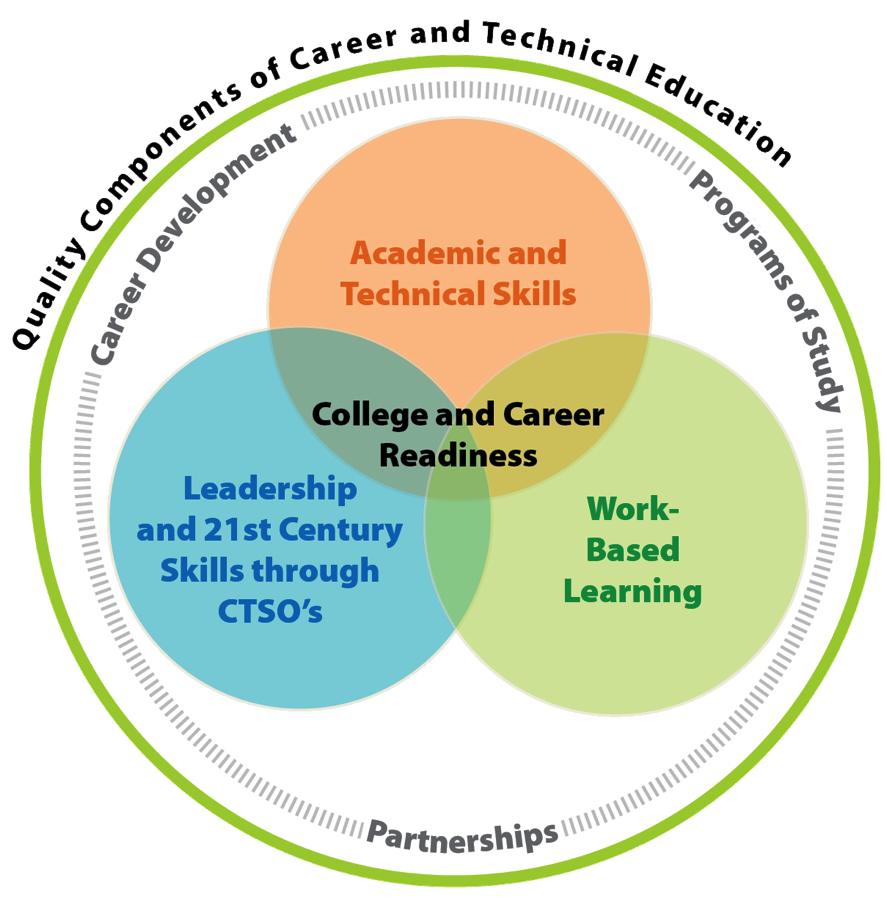 Quality Components of Career and Technical Education
Career Development
Programs of Study
Academic and
Technical Skills
College and Career
Readiness
Leadership
and 21st Century
Skills through
CTSO’s
Work-
Based
Learning
Partnerships